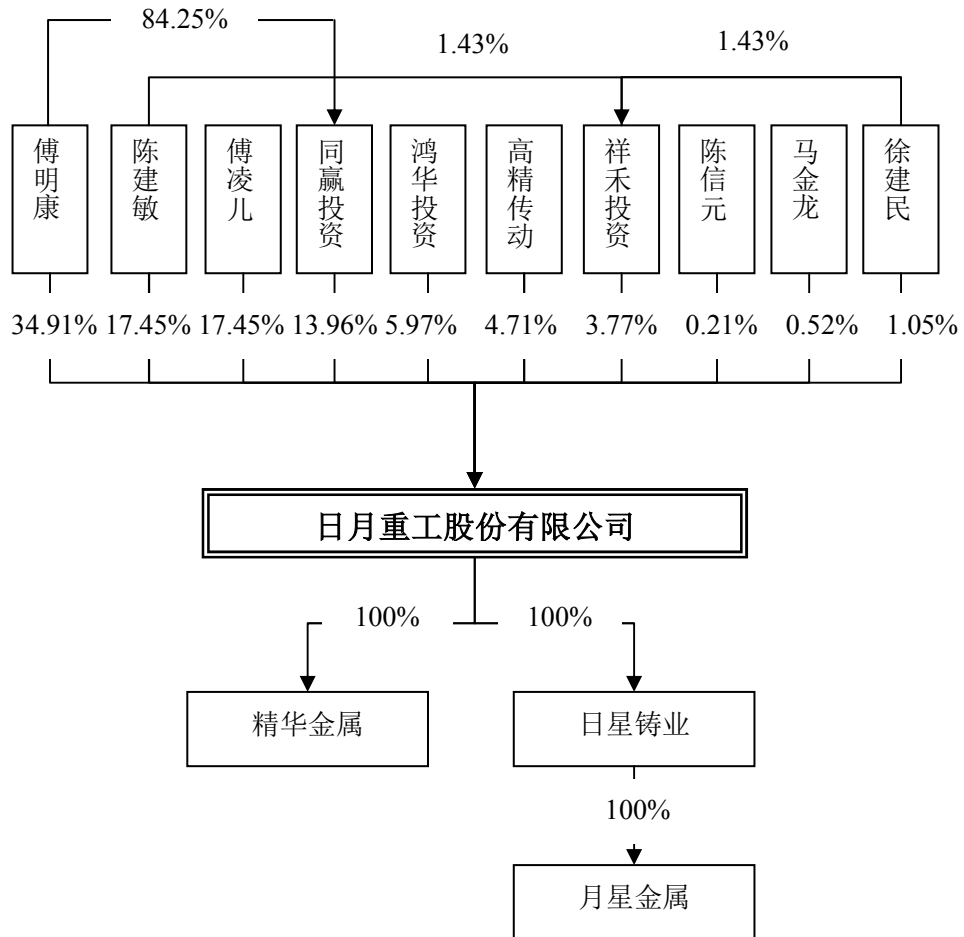 84.25%
1.43%
1.43%
傅明康
陈建敏
傅凌儿
同赢投资
鸿华投资
高精传动
祥禾投资
陈信元
马金龙
徐建民
34.91% 17.45% 17.45% 13.96% 5.97% 4.71% 3.77% 0.21% 0.52% 1.05%
日月重工股份有限公司
100% 100%
精华金属 日星铸业
100%
月星金属